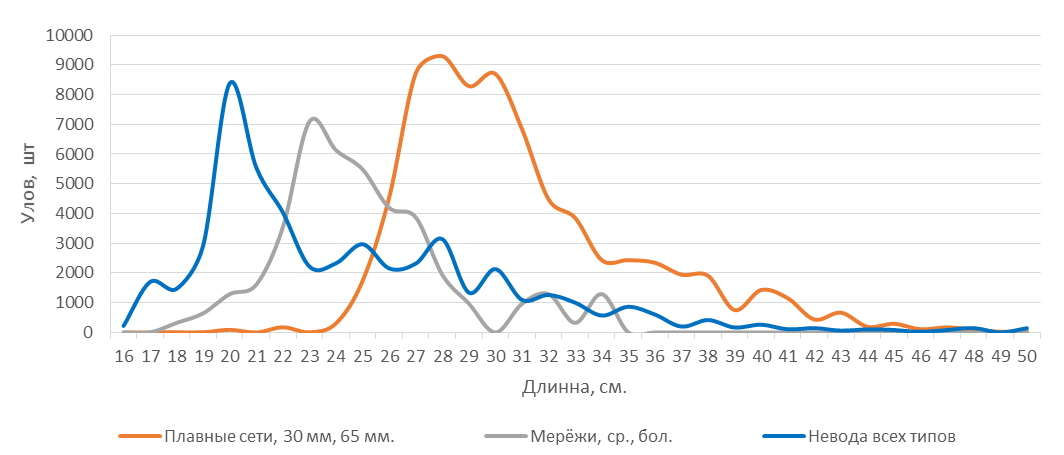 10000
9000
8000
7000
6000
5000
4000
3000
2000
1000
0
Улов, шт
16 17 18 19 20 21 22 23 24 25 26 27 28 29 30 31 32 33 34 35 36 37 38 39 40 41 42 43 44 45 46 47 48 49 50
Длинна, см.
Плавные сети, 30 мм, 65 мм. Мерёжи, ср., бол. Невода всех типов